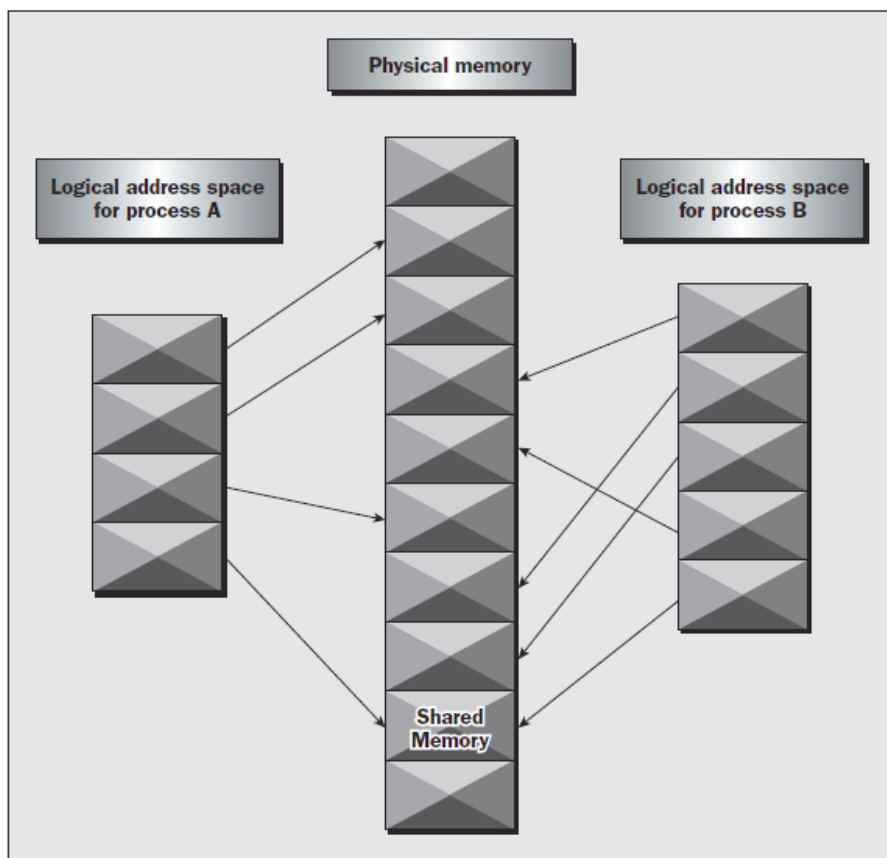 Physical memory
Logical address space
for process A
Logical address space
for process B
Shared
Memory